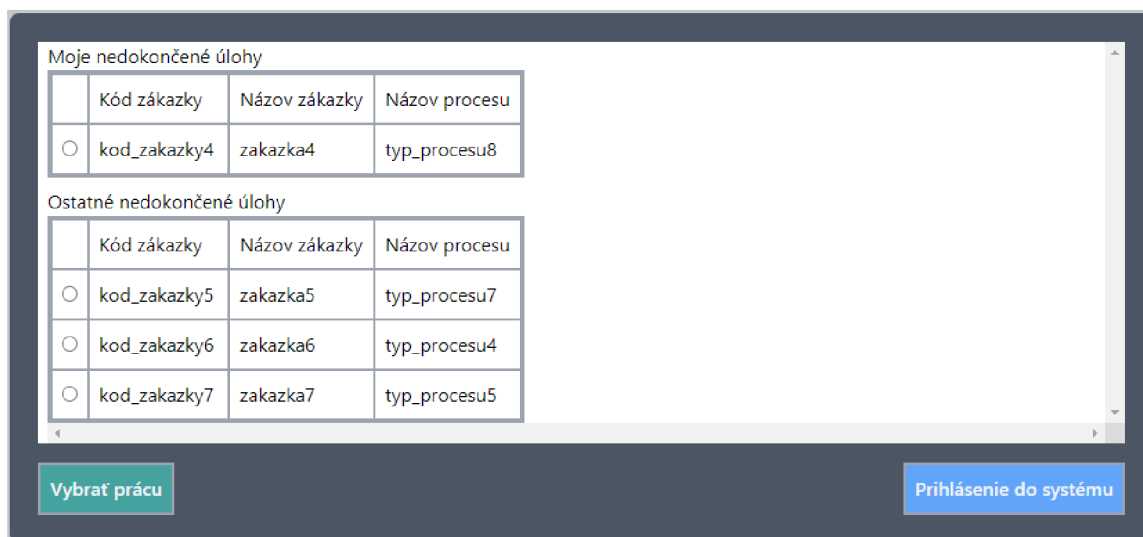 Moje nedokončené úlohy
Kód zákazky Názov zákazky Názov procesu
kod_zakazky4 zakazka4 typ_procesu8
Ostatné nedokončené úlohy
Kód zákazky Názov zákazky Názov procesu
kod_zakazky5 zakazka5 typ_procesu7
kod_zakazky6 zakazka6 typ_procesu4
kod_zakazky7 zakazka7 typ_procesu5
Vybrať prácu Prihlásenie do systému